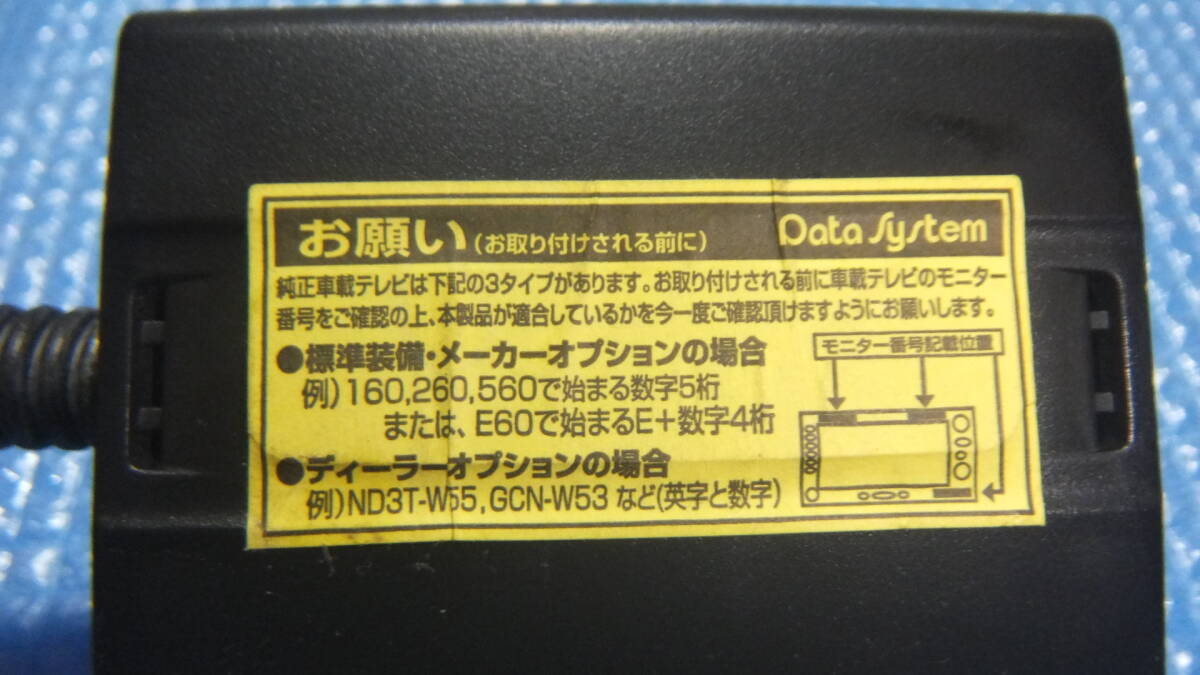 お願い（お取り付けされる前に） Data System
純正車載テレビは下記の3タイプがあります。お取り付けされる前に車載テレビのモニター
番号をご確認の上、本製品が適合しているかを今一度ご確認頂けますようにお願いします。
●標準装備・メーカーオプションの場合
例）160,260,560で始まる数字5桁
または、E60で始まるE＋数字4桁
●ディーラーオプションの場合
例）ND3T-W55,GCN-W53 など（英字と数字）
モニター番号記載位置